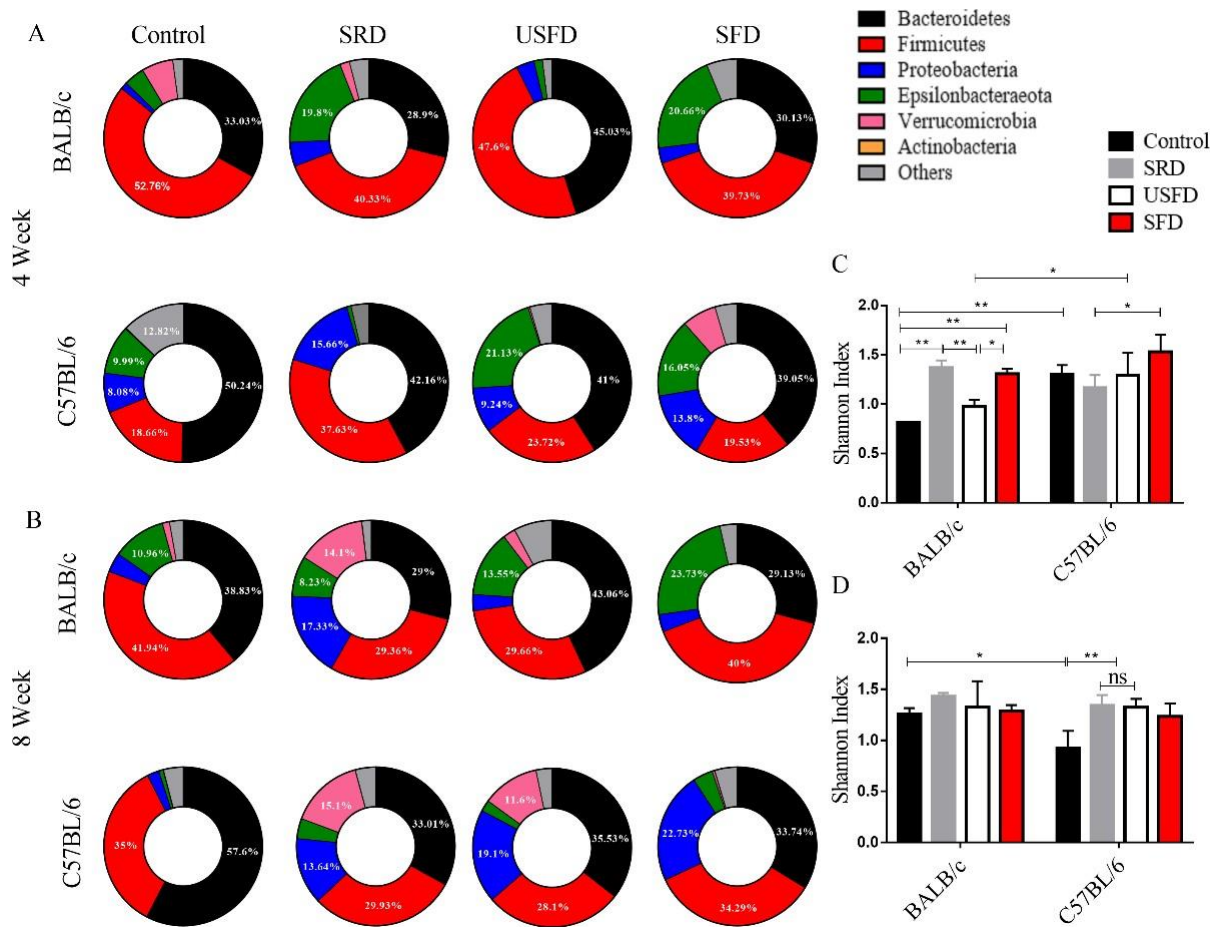 A
Control
SRD
USFD
SFD
Bacteroidetes
Firmicutes
Proteobacteria
Epsilonbacteraeota
Verrucomicrobia
Actinobacteria
Others
Control
SRD
USFD
SFD
4 Week
BALB/c
33.03%
52.76%
19.8%
28.9%
40.33%
47.6%
45.03%
20.66%
30.13%
39.73%
C57BL/6
12.82%
9.99%
8.08%
18.66%
50.24%
15.66%
37.63%
42.16%
21.13%
9.24%
23.72%
41%
16.05%
13.8%
19.53%
39.05%
B
8 Week
BALB/c
10.96%
38.83%
41.94%
14.1%
8.23%
17.33%
29%
29.36%
13.55%
43.06%
29.66%
23.73%
29.13%
40%
C57BL/6
35%
57.6%
15.1%
13.64%
33.01%
29.93%
11.6%
19.1%
35.53%
28.1%
22.73%
33.74%
34.29%
C
Shannon Index
2.0
1.5
1.0
0.5
0.0
*
**
*
**
** ** *
BALB/c
C57BL/6
D
Shannon Index
2.0
1.5
1.0
0.5
0.0
* **
ns
BALB/c
C57BL/6